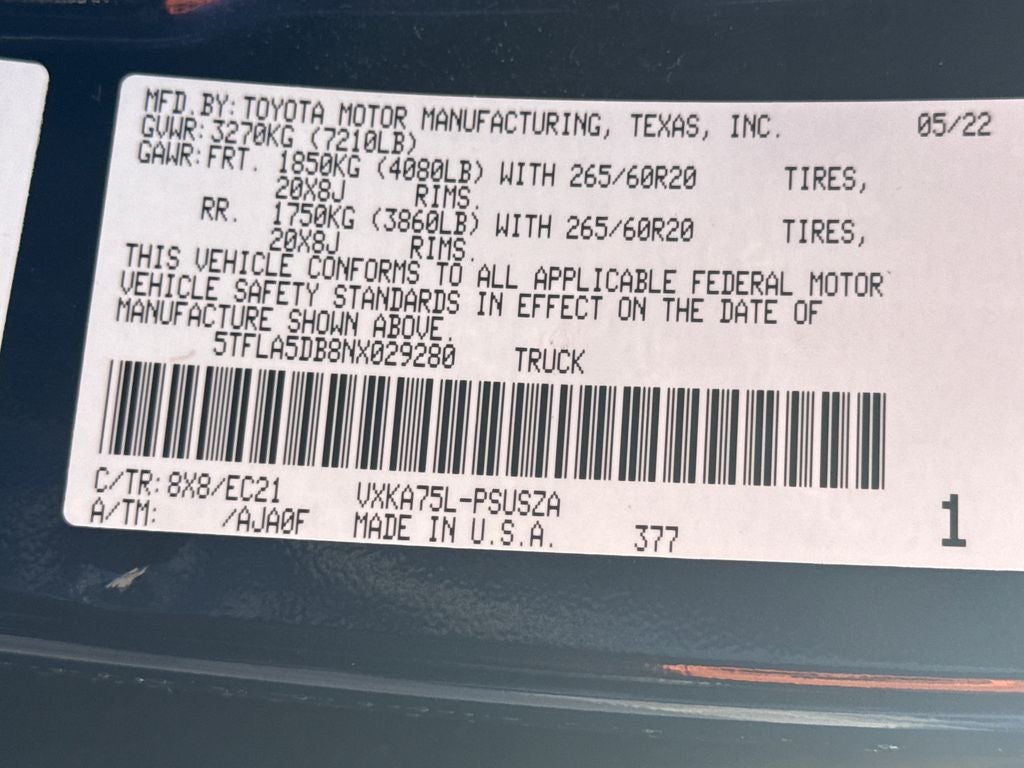 MFD. BY: TOYOTA MOTOR MANUFACTURING, TEXAS, INC. 05/22
GVWR: 3270KG (7210LB)
GAWR: FRT. 1850KG (4080LB) WITH 265/60R20 TIRES,
20X8J RIMS.
RR. 1750KG (3860LB) WITH 265/60R20 TIRES,
20X8J RIMS.
THIS VEHICLE CONFORMS TO ALL APPLICABLE FEDERAL MOTOR
VEHICLE SAFETY STANDARDS IN EFFECT ON THE DATE OF
MANUFACTURE SHOWN ABOVE.
5TFLA5DB8NX029280 TRUCK
C/TR: 8X8/EC21 VXKA75L-PSUSZA
A/TM: /AJA0F MADE IN U.S.A. 377 1